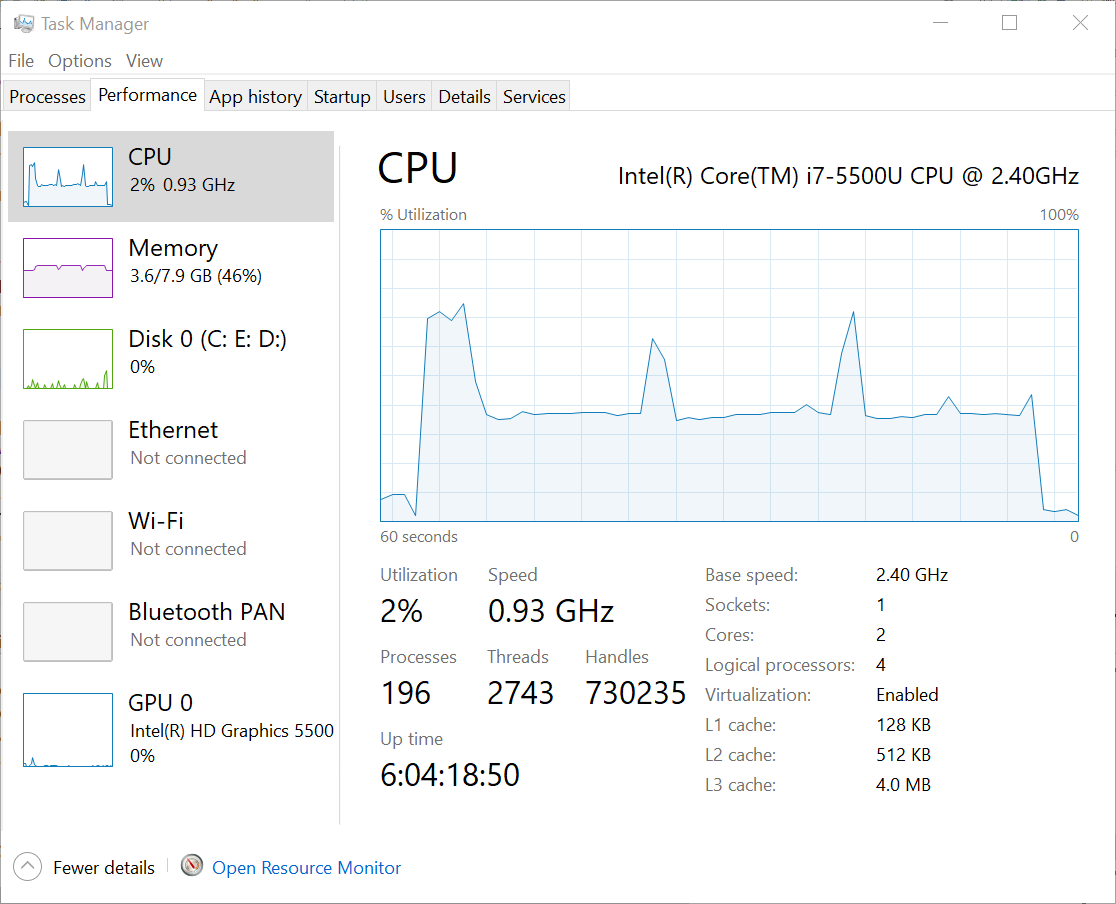 Task Manager
File Options View
Processes Performance App history Startup Users Details Services
CPU
2% 0.93 GHz
Memory
3.6/7.9 GB (46%)
Disk 0 (C: E: D:)
0%
Ethernet
Not connected
Wi-Fi
Not connected
Bluetooth PAN
Not connected
GPU 0
Intel(R) HD Graphics 5500
0%
CPU
Intel(R) Core(TM) i7-5500U CPU @ 2.40GHz
% Utilization 100%
60 seconds 0
Utilization Speed
2% 0.93 GHz
Processes Threads Handles
196 2743 730235
Up time
6:04:18:50
Base speed: 2.40 GHz
Sockets: 1
Cores: 2
Logical processors: 4
Virtualization: Enabled
L1 cache: 128 KB
L2 cache: 512 KB
L3 cache: 4.0 MB
Fewer details Open Resource Monitor